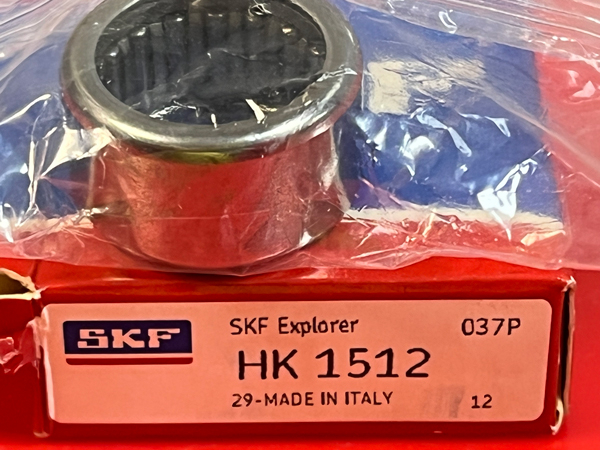 SKF
SKF Explorer
037P
HK 1512
29-MADE IN ITALY
12